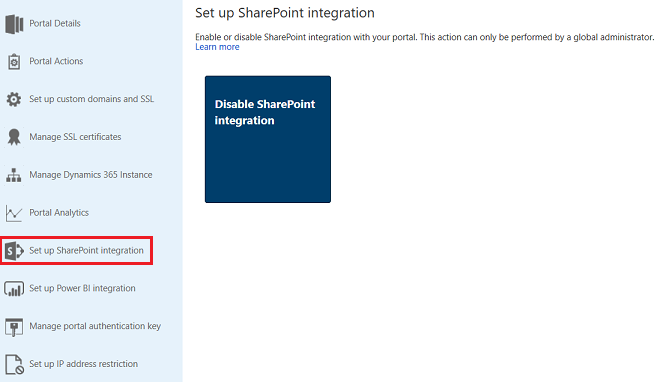 Portal Details
Portal Actions
Set up custom domains and SSL
Manage SSL certificates
Manage Dynamics 365 Instance
Portal Analytics
Set up SharePoint integration
Set up Power BI integration
Manage portal authentication key
Set up IP address restriction
Set up SharePoint integration
Enable or disable SharePoint integration with your portal. This action can only be performed by a global administrator.
Learn more
Disable SharePoint
integration